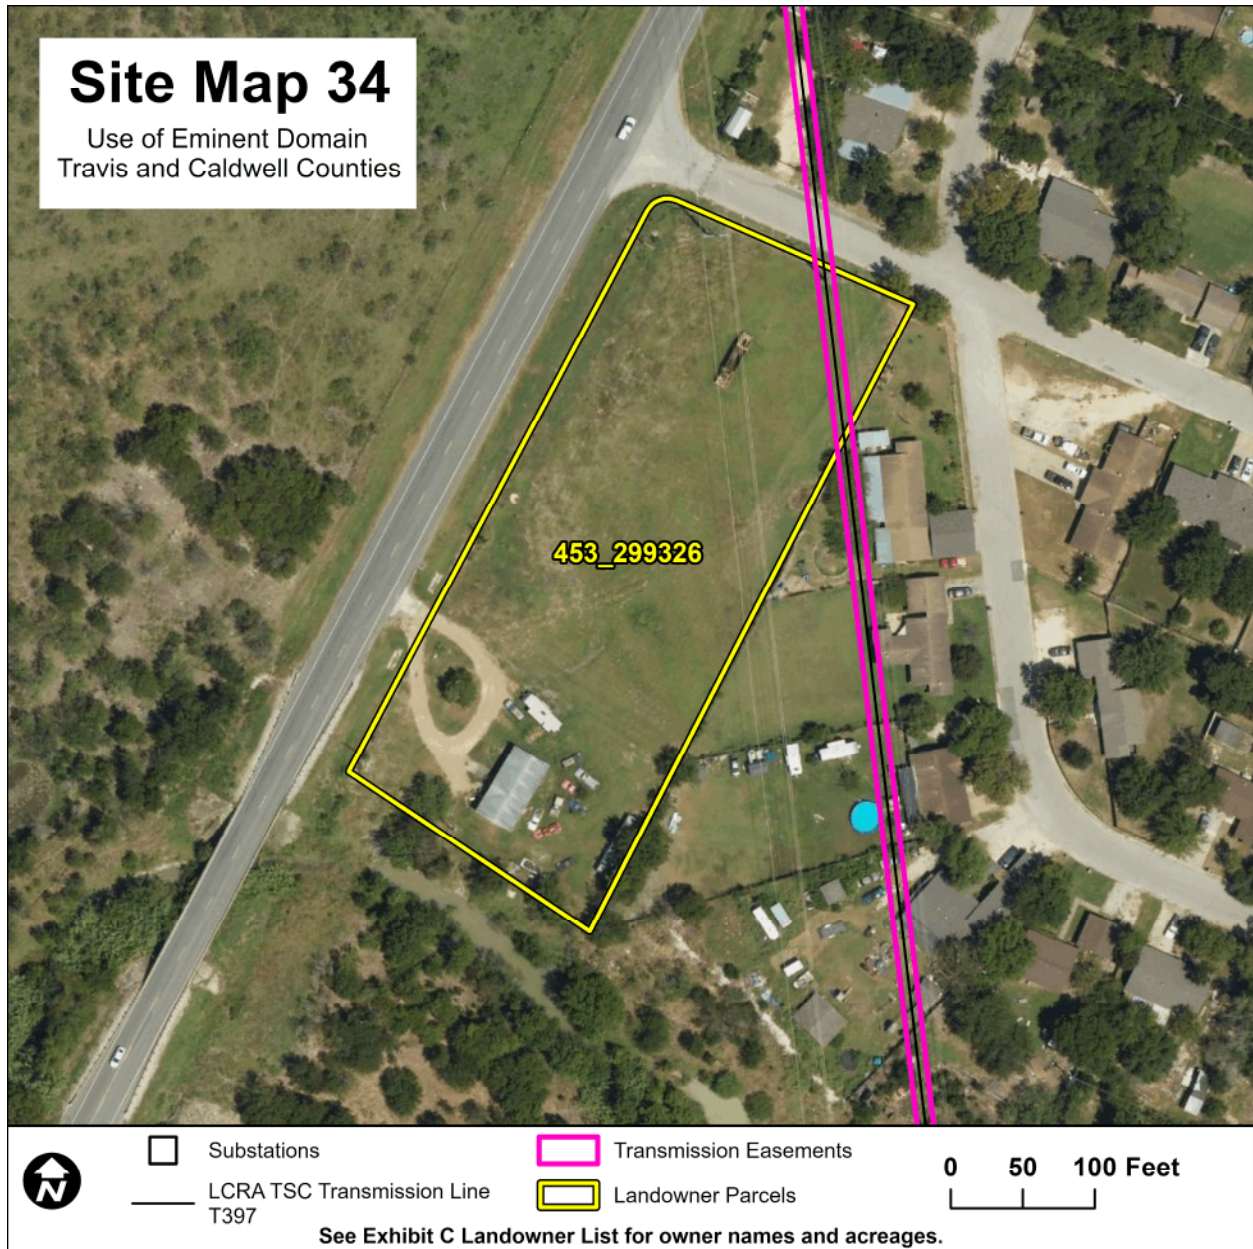 Site Map 34
Use of Eminent Domain
Travis and Caldwell Counties
453_299326
N
Substations
LCRA TSC Transmission Line
T397
Transmission Easements
Landowner Parcels
0 50 100 Feet
See Exhibit C Landowner List for owner names and acreages.